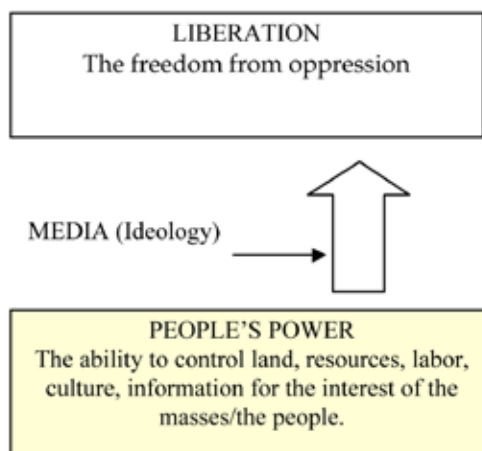 LIBERATION
The freedom from oppression
MEDIA (Ideology)
PEOPLE'S POWER
The ability to control land, resources, labor,
culture, information for the interest of the
masses/the people.